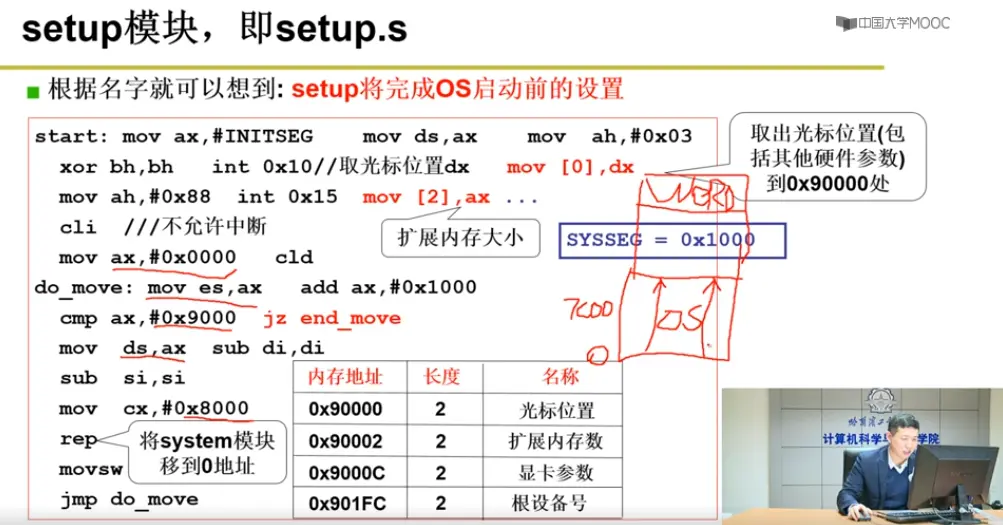 setup模块，即setup.s
中国大学MOOC
根据名字就可以想到: setup将完成OS启动前的设置
start: mov ax,#INITSEG mov ds,ax mov ah,#0x03
xor bh,bh int 0x10//取光标位置dx mov [0],dx
mov ah,#0x88 int 0x15 mov [2],ax ...
cli ///不允许中断
mov ax,#0x0000 cld
do_move: mov es,ax add ax,#0x1000
cmp ax,#0x9000 jz end_move
mov ds,ax sub di,di
sub si,si
mov cx,#0x8000
rep
movsw
jmp do_move
将system模块
移到0地址
扩展内存大小
取出光标位置(包
括其他硬件参数)
到0x90000处
SYSSEG = 0x1000
7C00
OS
0
内存地址 长度 名称
0x90000 2 光标位置
0x90002 2 扩展内存数
0x9000C 2 显卡参数
0x901FC 2 根设备号